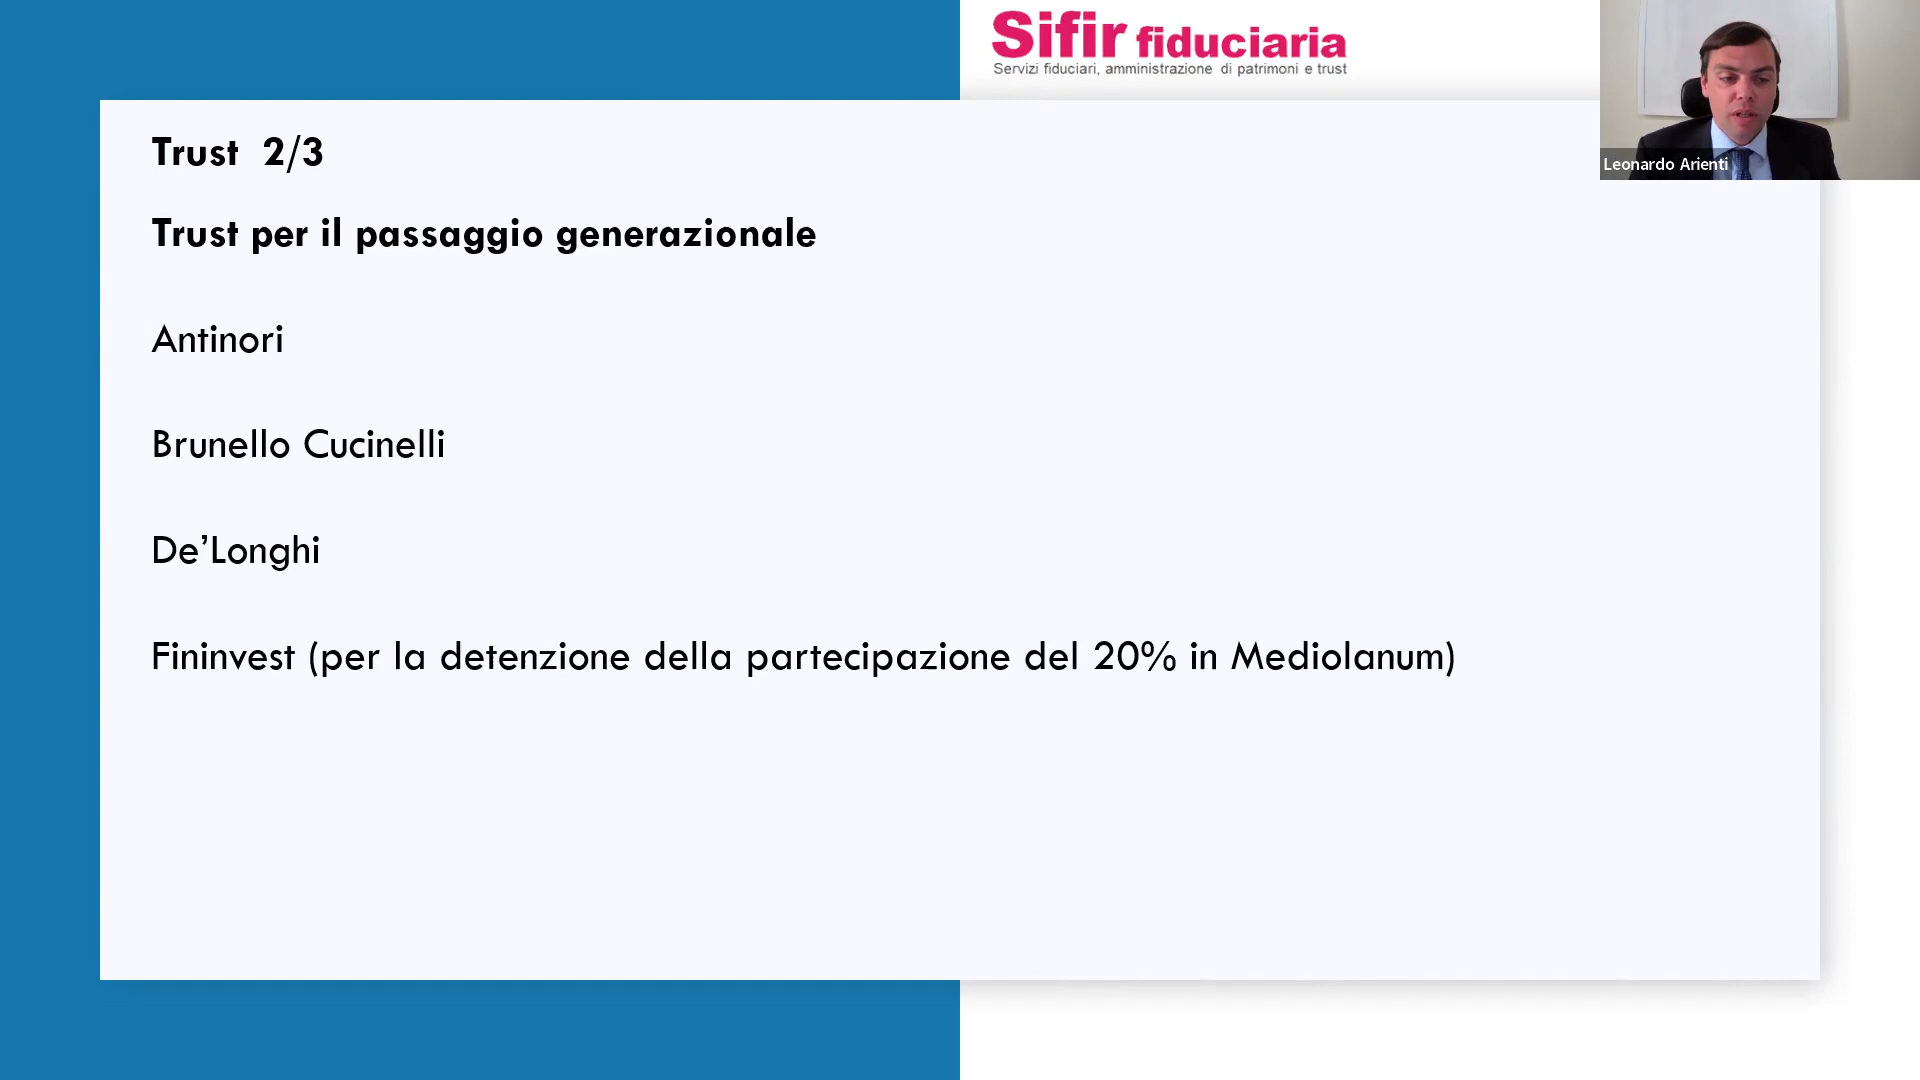 Sifir fiduciaria
Servizi fiduciari, amministrazione di patrimoni e trust
Leonardo Arienti
Trust 2/3
Trust per il passaggio generazionale
Antinori
Brunello Cucinelli
De’Longhi
Fininvest (per la detenzione della partecipazione del 20% in Mediolanum)